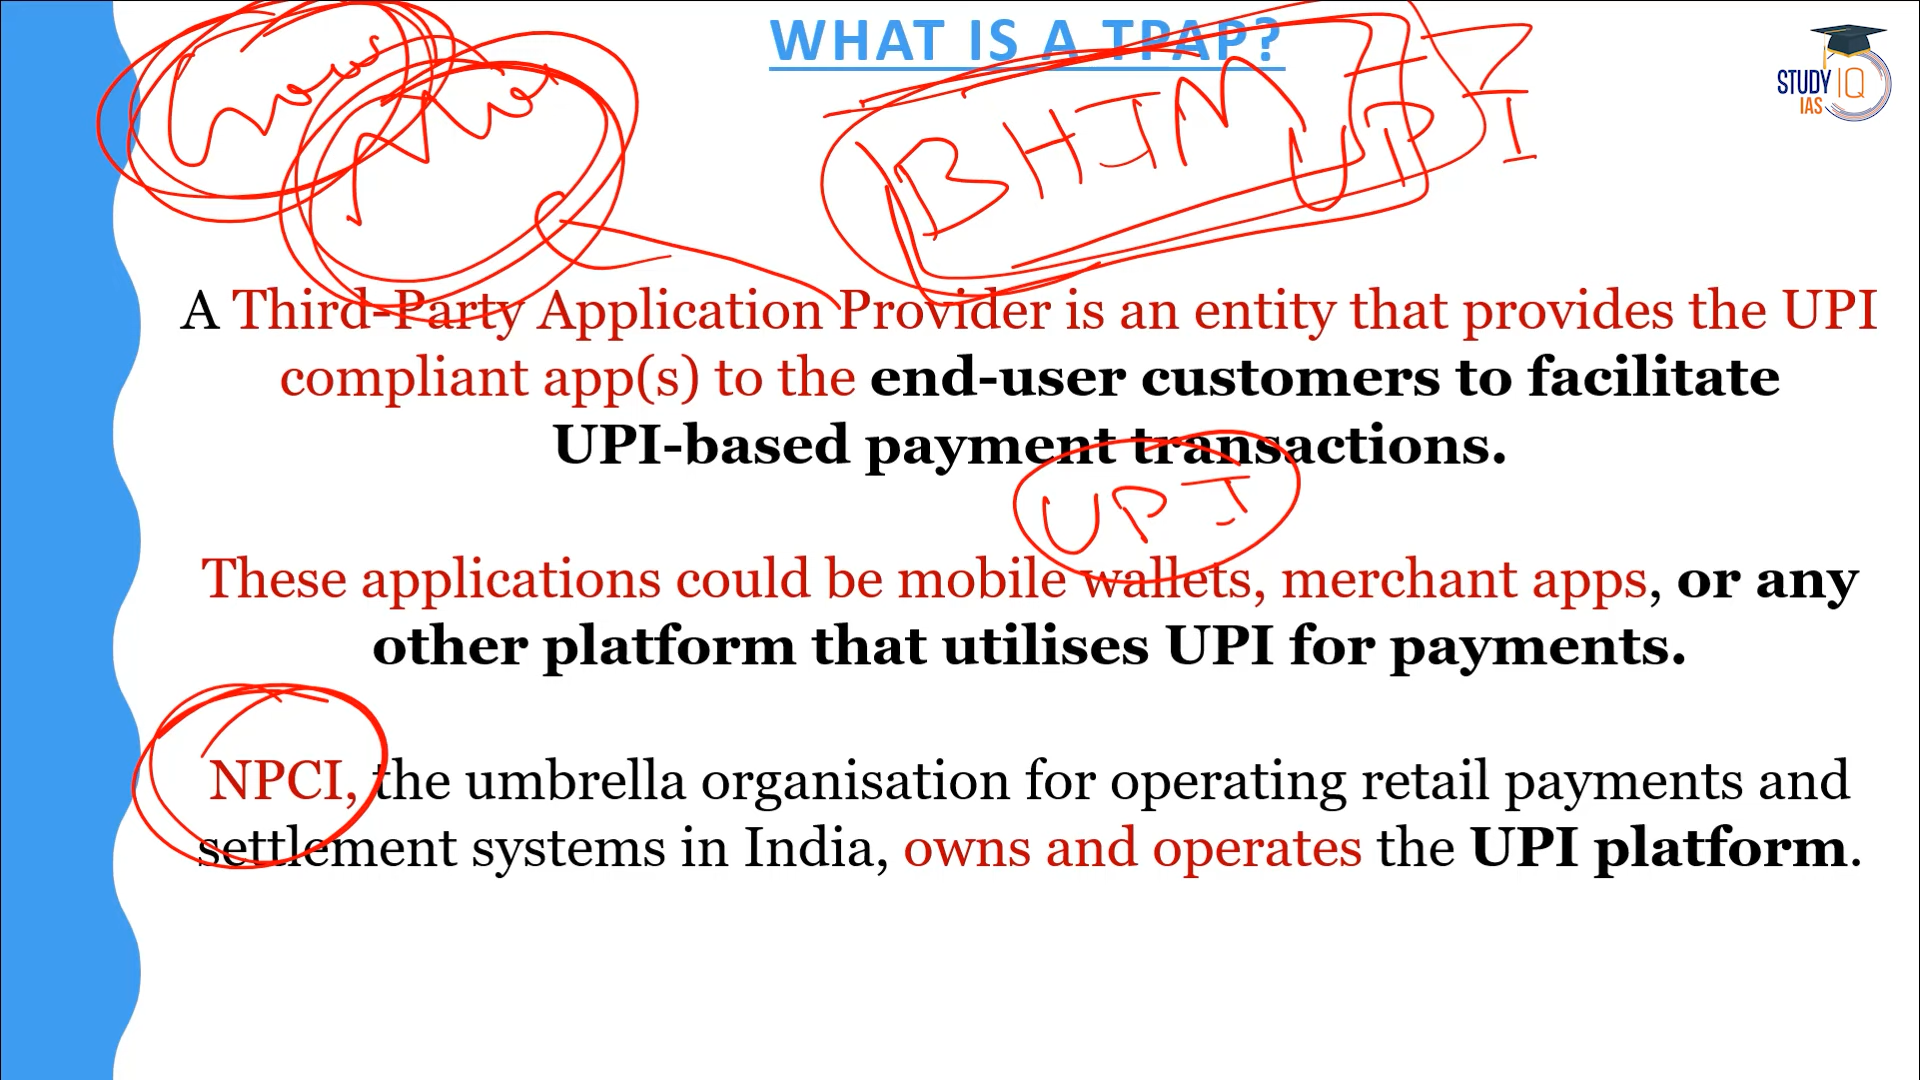 WHAT IS A TPAP?
STUDY IQ
IAS
BHIM UPI
A Third-Party Application Provider is an entity that provides the UPI
compliant app(s) to the end-user customers to facilitate
UPI-based payment transactions.
UPI
These applications could be mobile wallets, merchant apps, or any
other platform that utilises UPI for payments.
NPCI, the umbrella organisation for operating retail payments and
settlement systems in India, owns and operates the UPI platform.